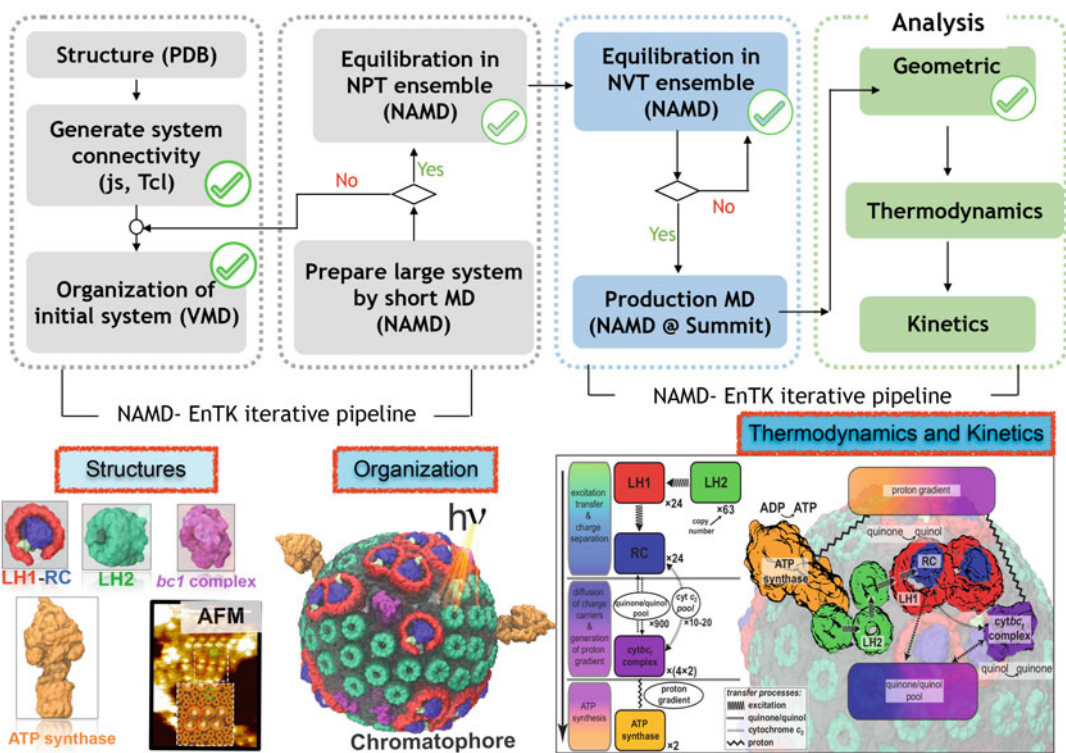 Structure (PDB)
Generate system
connectivity
(js, Tcl)
Organization of
initial system (VMD)
Equilibration in
NPT ensemble
(NAMD)
Yes
No
Prepare large system
by short MD
(NAMD)
NAMD- EnTK iterative pipeline
Equilibration in
NVT ensemble
(NAMD)
No
Yes
Production MD
(NAMD @ Summit)
Analysis
Geometric
Thermodynamics
Kinetics
NAMD- EnTK iterative pipeline
Structures
LH1-RC
LH2
bc1 complex
ATP synthase
AFM
Organization
hν
Chromatophore
Thermodynamics and Kinetics
excitation
transfer
&
charge
separation
diffusion of
charge
carriers &
generation
of proton
gradient
ATP
synthesis
LH1
×24
LH2
×63
copy
number
RC
×24
quinone/quinol
pool
×900
cyt c₂
pool
×10-20
cytbc₁
complex
×(4×2)
proton
gradient
ATP
synthase
×2
proton gradient
ADP ATP
ATP
synthase
quinone quinol
RC
LH1
LH2
cytbc₁
complex
quinol quinone
quinone/quinol
pool
transfer processes:
excitation
quinone/quinol
cytochrome c₂
proton